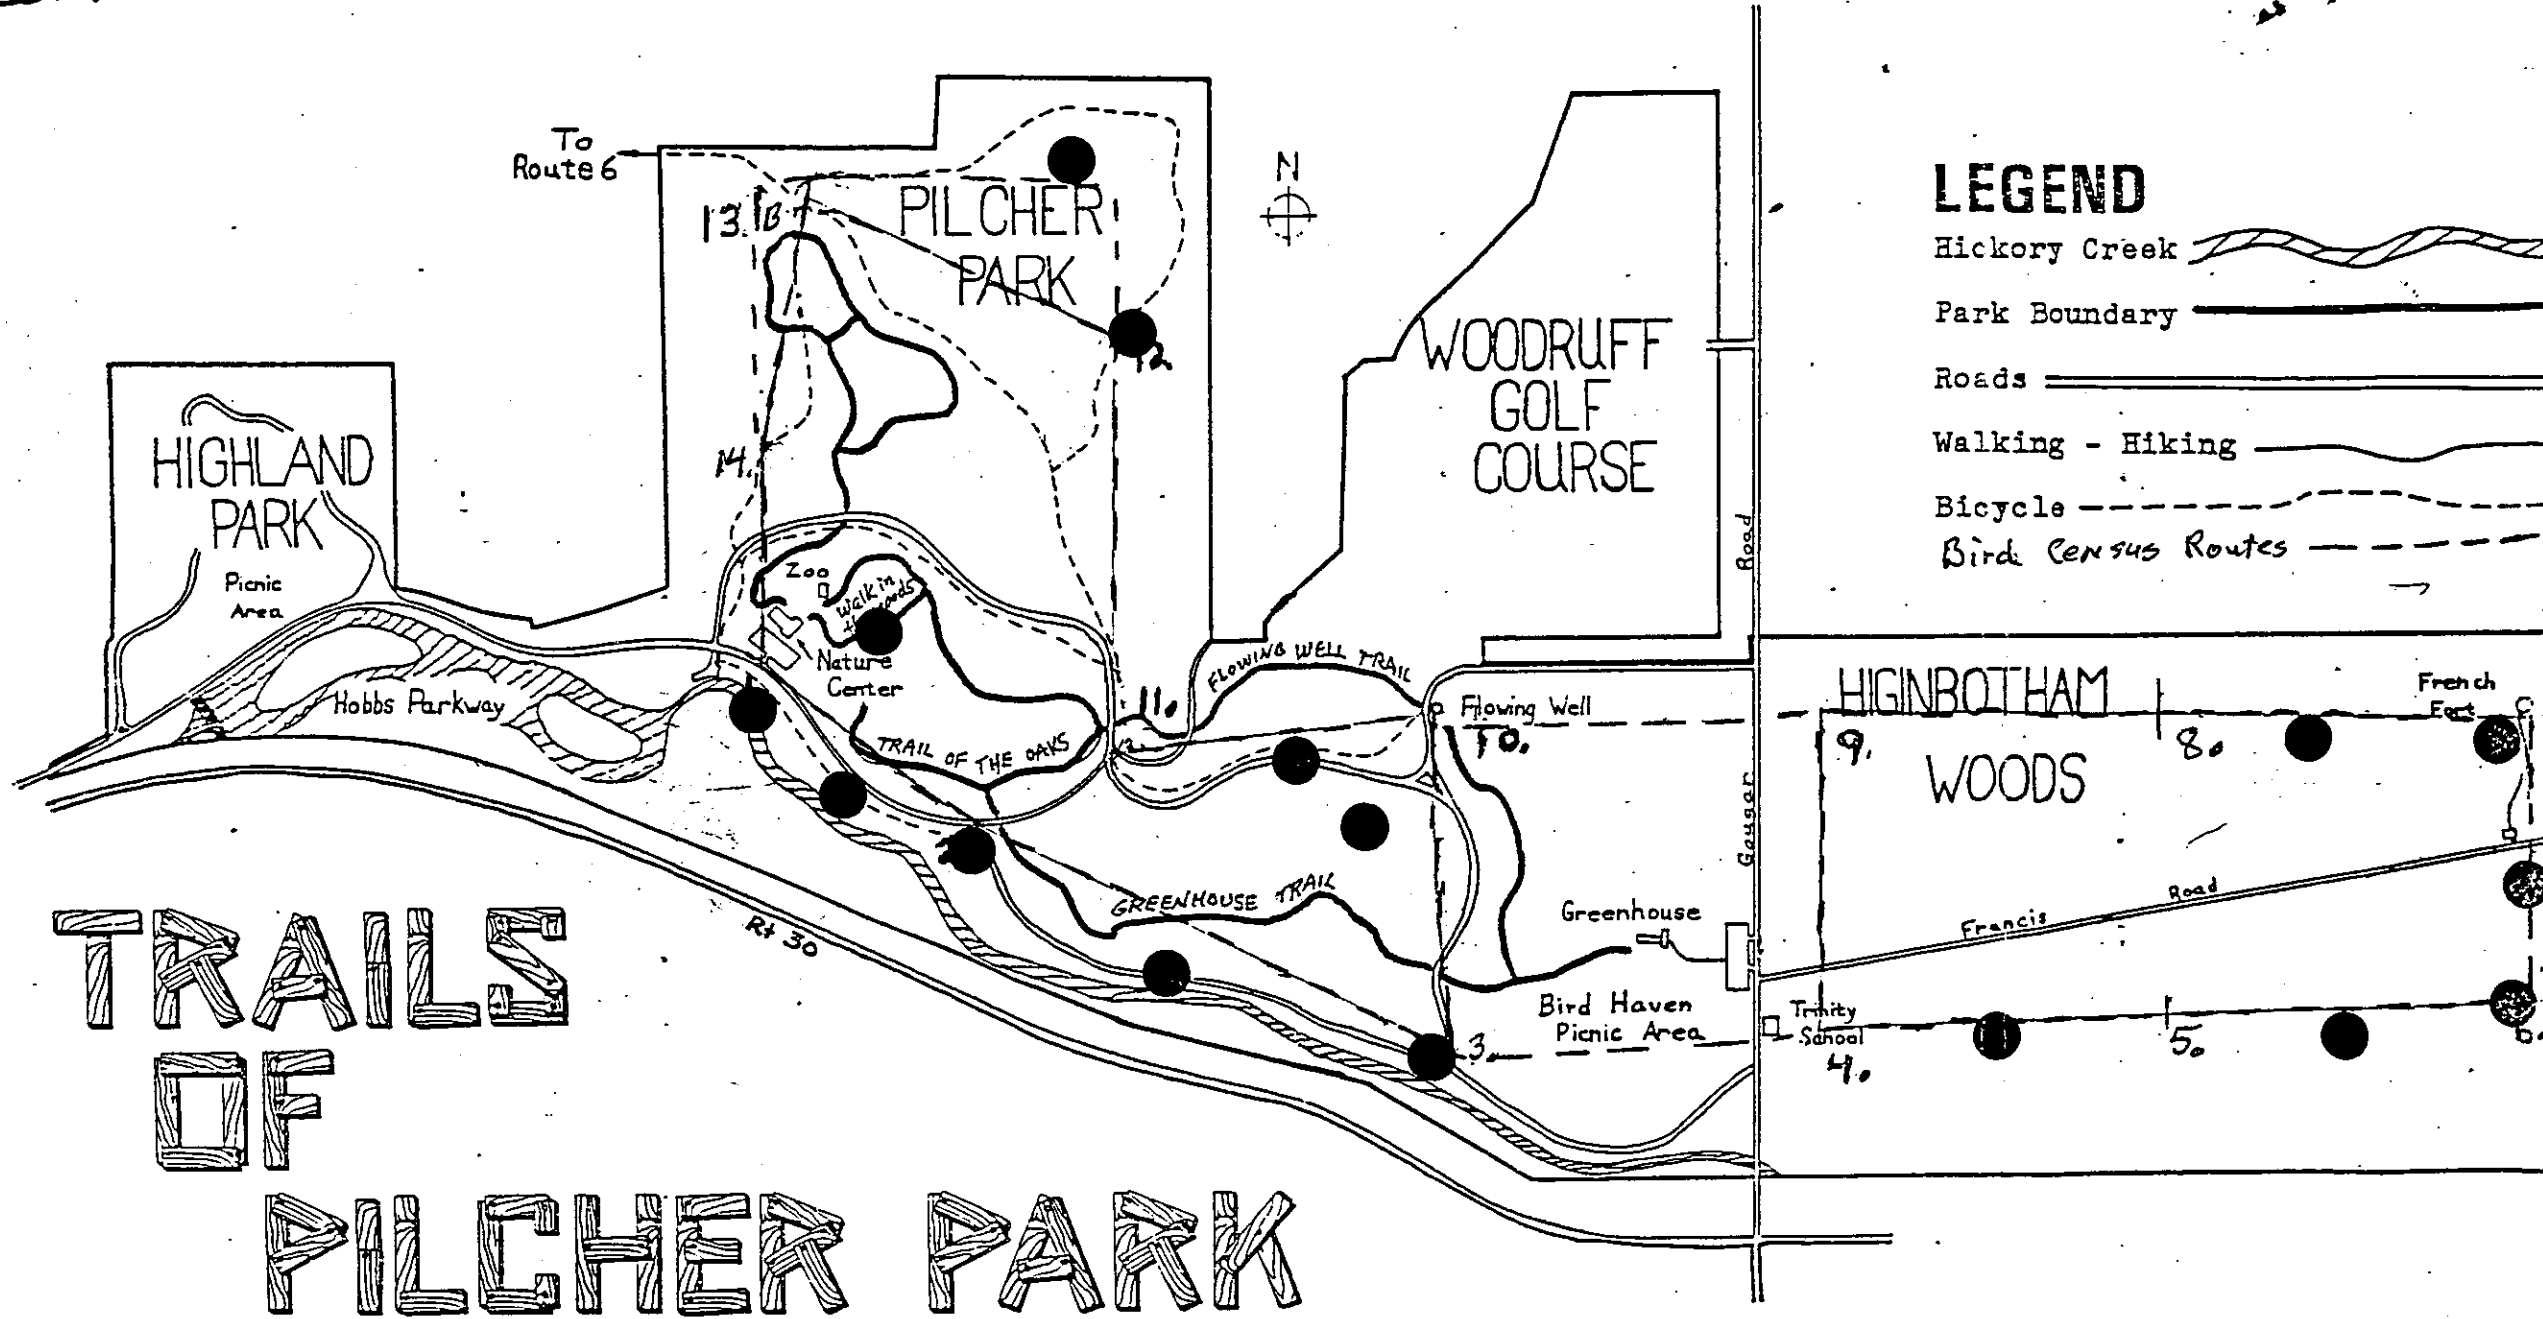 To
Route 6
13.
B
PILCHER
PARK
N
12
WOODRUFF
GOLF
COURSE
LEGEND
Hickory Creek
Park Boundary
Roads
Walking - Hiking
Bicycle
Bird Census Routes
HIGHLAND
PARK
Picnic
Area
14.
Road
Zoo
Walk in
Nature
Center
Hobbs Parkway
11.
FLOWING WELL TRAIL
Flowing Well
10.
TRAIL OF THE OAKS
HIGINBOTHAM
WOODS
French
Fort
9.
8.
Gougar
GREENHOUSE TRAIL
Greenhouse
Francis Road
Rt 30
Bird Haven
Picnic Area
Trinity
School
3.
4.
5.
TRAILS
OF
PILCHER PARK